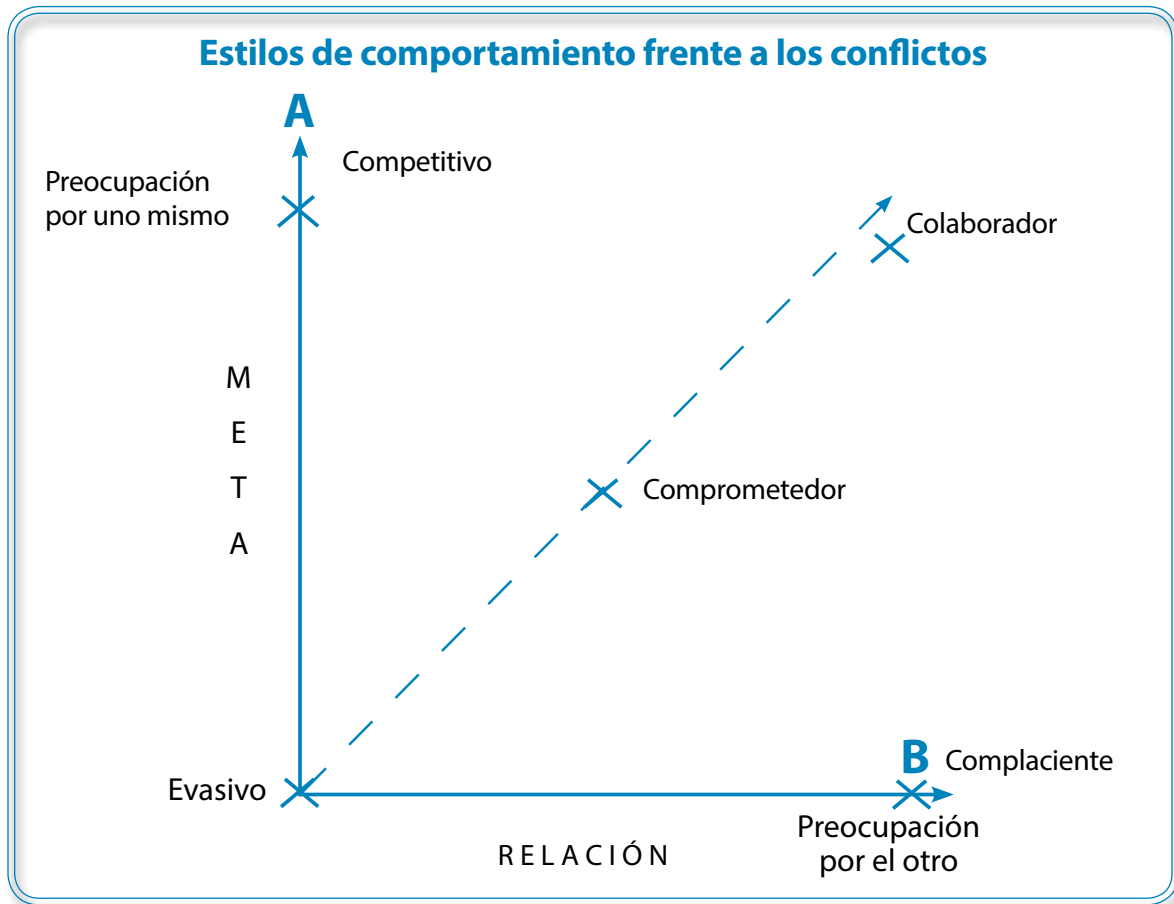 Estilos de comportamiento frente a los conflictos
A
Competitivo
Preocupación
por uno mismo
Colaborador
M
E
T
A
Comprometedor
B
Complaciente
Evasivo
Preocupación
por el otro
RELACIÓN